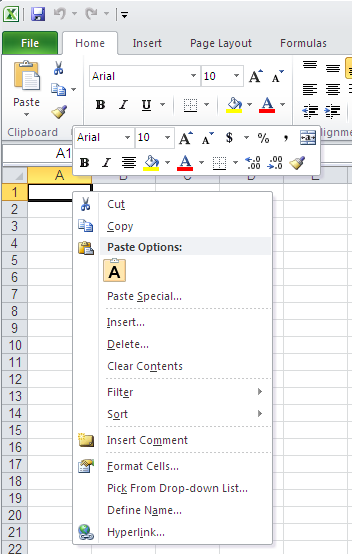 File Home Insert Page Layout Formulas
Arial 10 A A
Paste
B I U A
Clipboard
Arial 10 A A $ % ,
B I A .00 .0
A1
A
1
Cut
2
Copy
3
Paste Options:
4
5
A
6
Paste Special...
7
Insert...
8
9
Delete...
10
Clear Contents
11
12
Filter
13
Sort
14
15
Insert Comment
16
Format Cells...
17
Pick From Drop-down List...
18
19
Define Name...
20
Hyperlink...
21
22